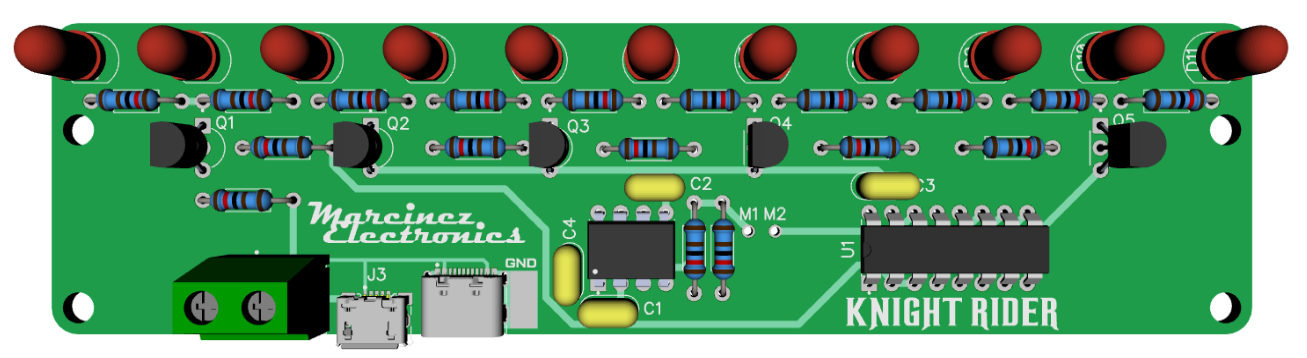 D10
D11
Q1
Q2
Q3
Q4
Q5
C2
C3
Marcinez
Electronics
M1 M2
C4
U1
GND
J3
C1
KNIGHT RIDER